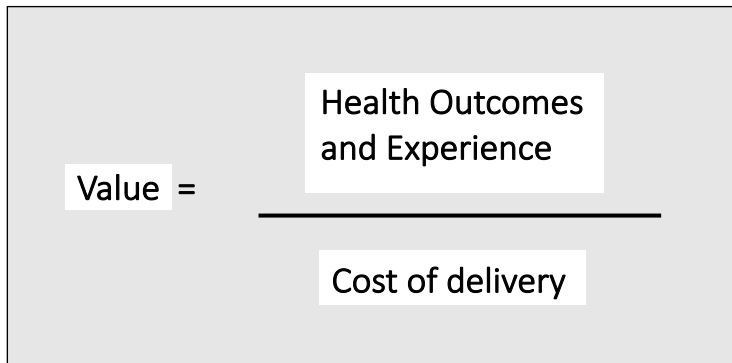 Health Outcomes
and Experience
Value =
Cost of delivery